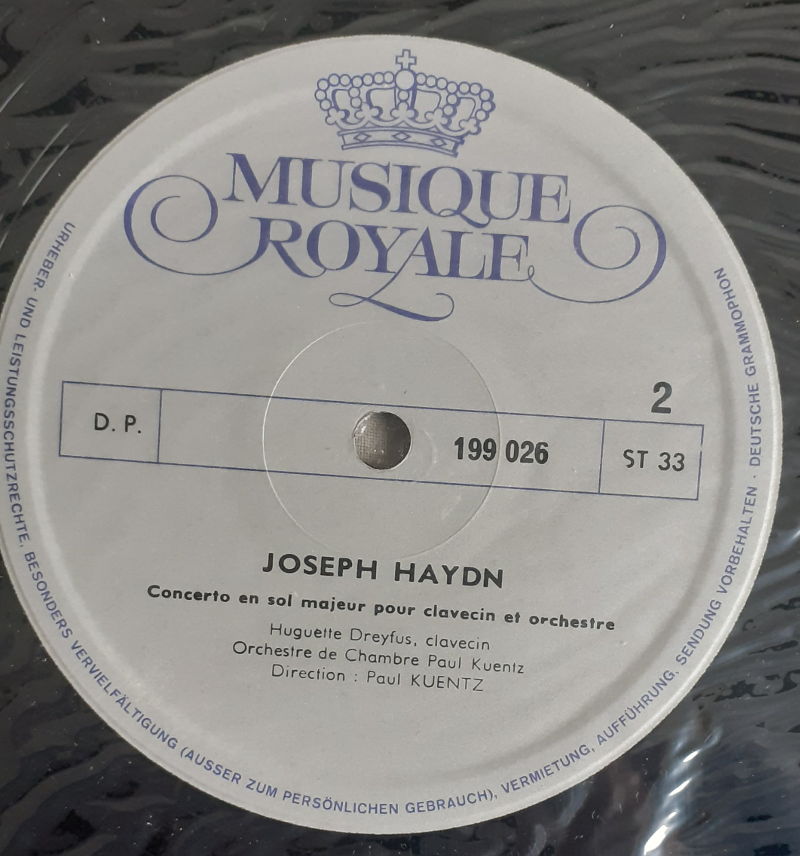 MUSIQUE
ROYALE
2
D. P.
199 026
ST 33
JOSEPH HAYDN
Concerto en sol majeur pour clavecin et orchestre
Huguette Dreyfus, clavecin
Orchestre de Chambre Paul Kuentz
Direction : Paul KUENTZ
URHEBER- UND LEISTUNGSSCHUTZRECHTE, BESONDERS VERVIELFÄLTIGUNG (AUSSER ZUM PERSÖNLICHEN GEBRAUCH), VERMIETUNG, AUFFÜHRUNG, SENDUNG VORBEHALTEN · DEUTSCHE GRAMMOPHON